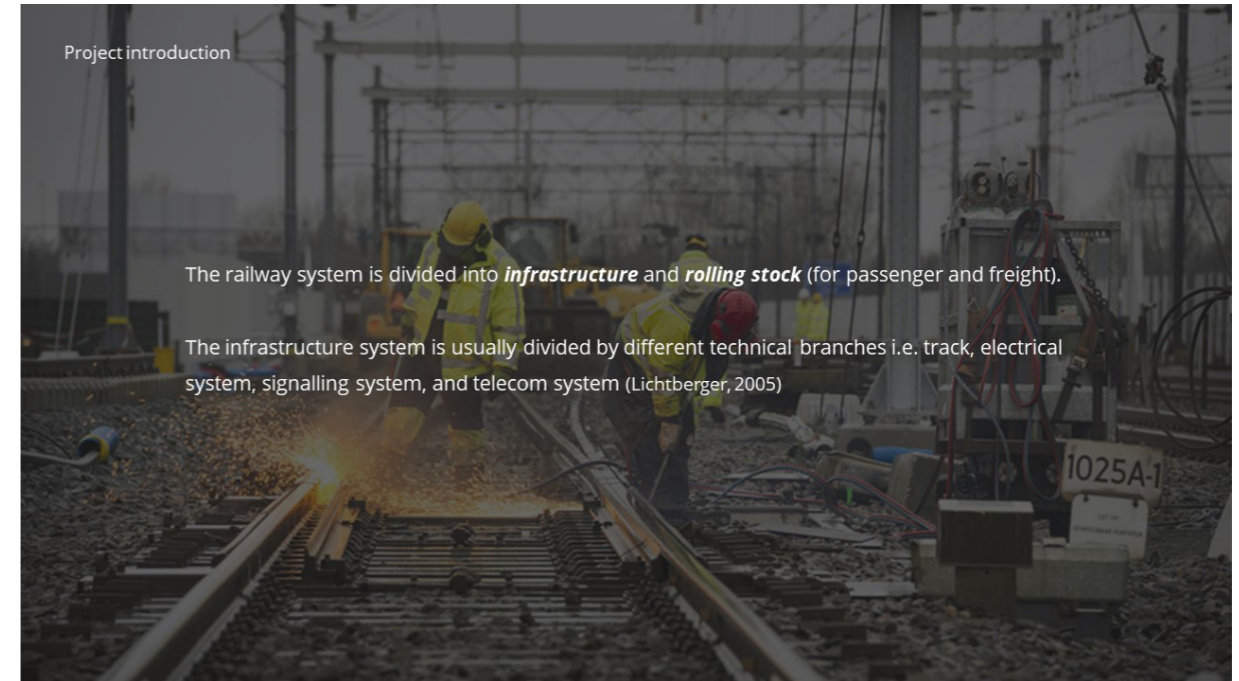 Project introduction
The railway system is divided into infrastructure and rolling stock (for passenger and freight).
The infrastructure system is usually divided by different technical branches i.e. track, electrical
system, signalling system, and telecom system (Lichtberger, 2005)
1025A-1
LET OP: